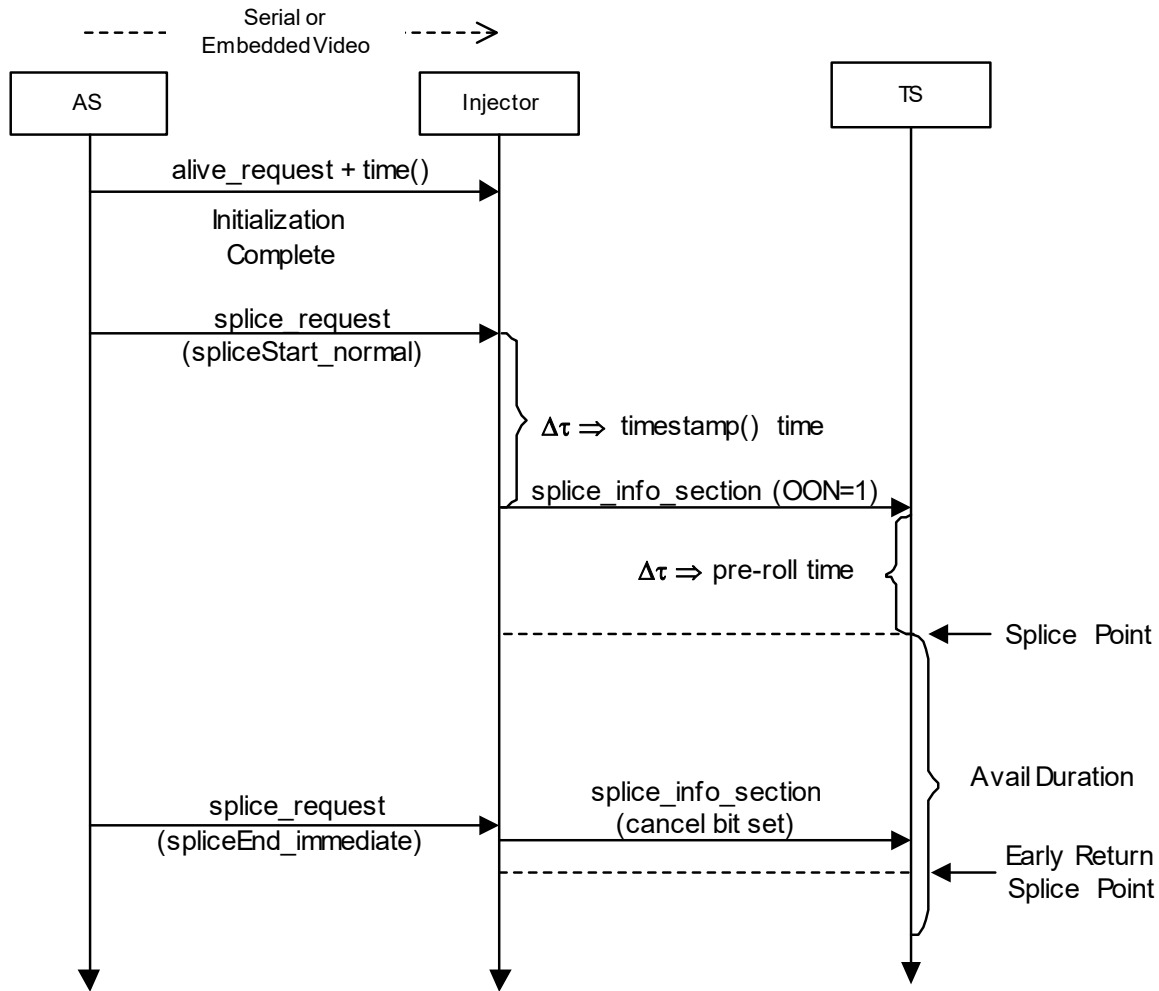 Serial or
Embedded Video
AS
Injector
TS
alive_request + time()
Initialization
Complete
splice_request
(spliceStart_normal)
Δτ ⇒ timestamp() time
splice_info_section (OON=1)
Δτ ⇒ pre-roll time
Splice Point
Avail Duration
splice_request
(spliceEnd_immediate)
splice_info_section
(cancel bit set)
Early Return
Splice Point